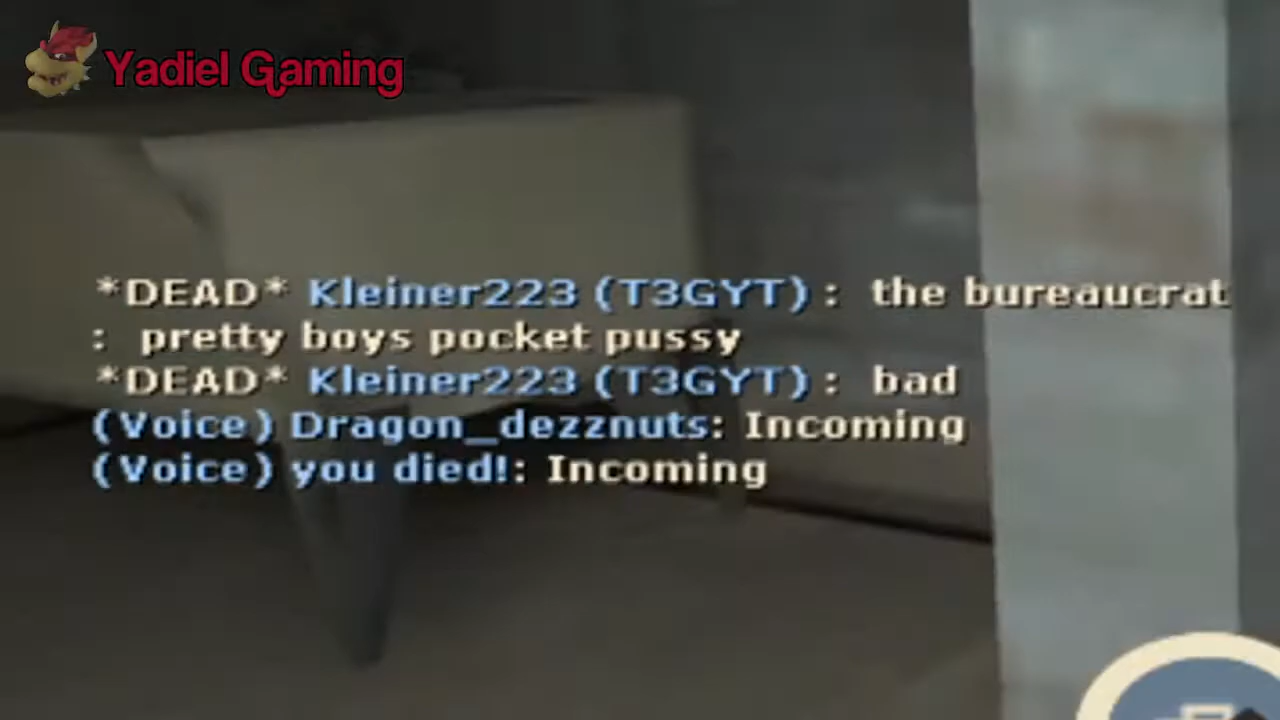 Yadiel Gaming
*DEAD* Kleiner223 (T3GYT) :  the bureaucrat
:  pretty boys pocket pussy
*DEAD* Kleiner223 (T3GYT) :  bad
(Voice) Dragon_dezznuts: Incoming
(Voice) you died!: Incoming